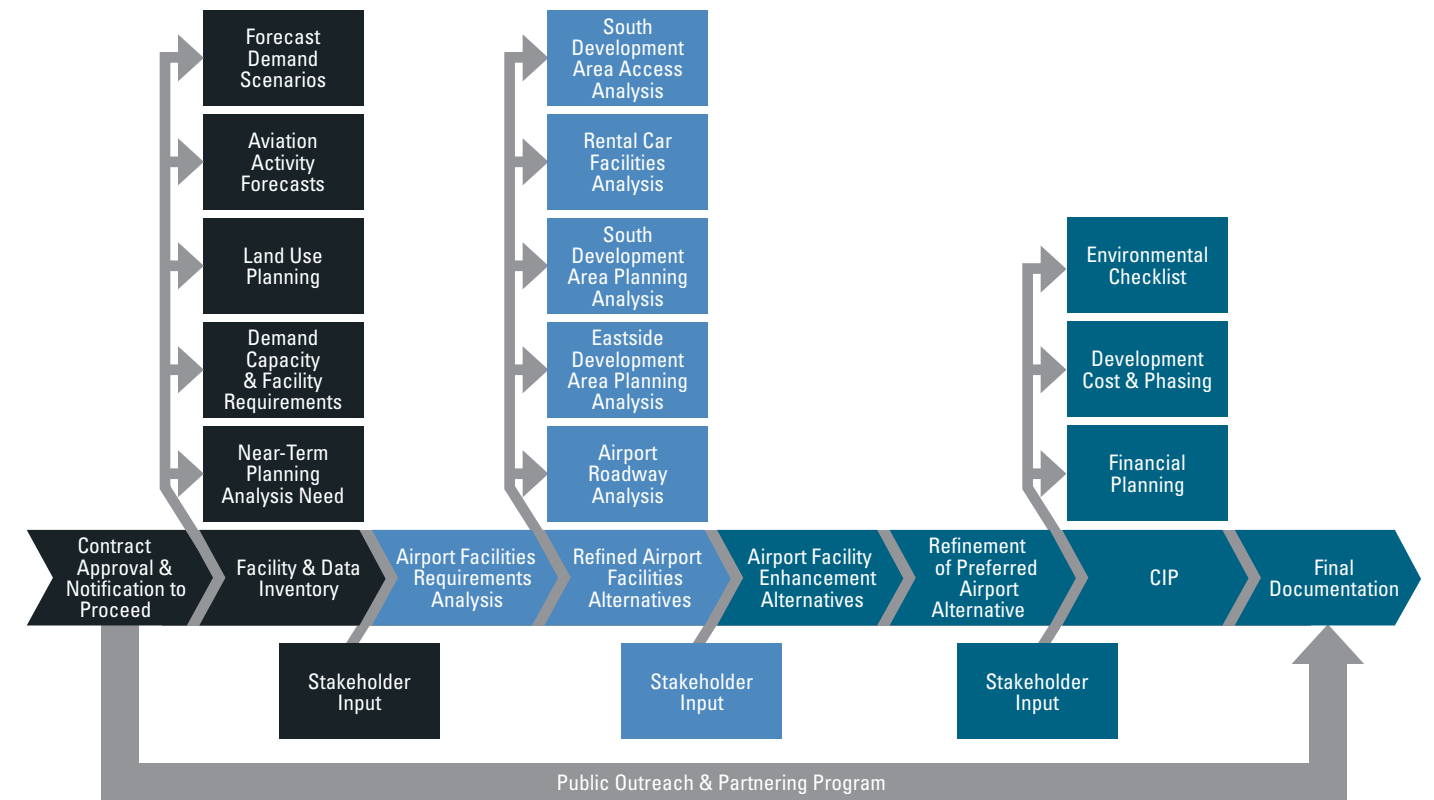 Forecast
Demand
Scenarios
Aviation
Activity
Forecasts
Land Use
Planning
Demand
Capacity
& Facility
Requirements
Near-Term
Planning
Analysis Need
South
Development
Area Access
Analysis
Rental Car
Facilities
Analysis
South
Development
Area Planning
Analysis
Eastside
Development
Area Planning
Analysis
Airport
Roadway
Analysis
Environmental
Checklist
Development
Cost & Phasing
Financial
Planning
Contract
Approval &
Notification to
Proceed
Facility & Data
Inventory
Airport Facilities
Requirements
Analysis
Refined Airport
Facilities
Alternatives
Airport Facility
Enhancement
Alternatives
Refinement
of Preferred
Airport
Alternative
CIP
Final
Documentation
Stakeholder
Input
Stakeholder
Input
Stakeholder
Input
Public Outreach & Partnering Program